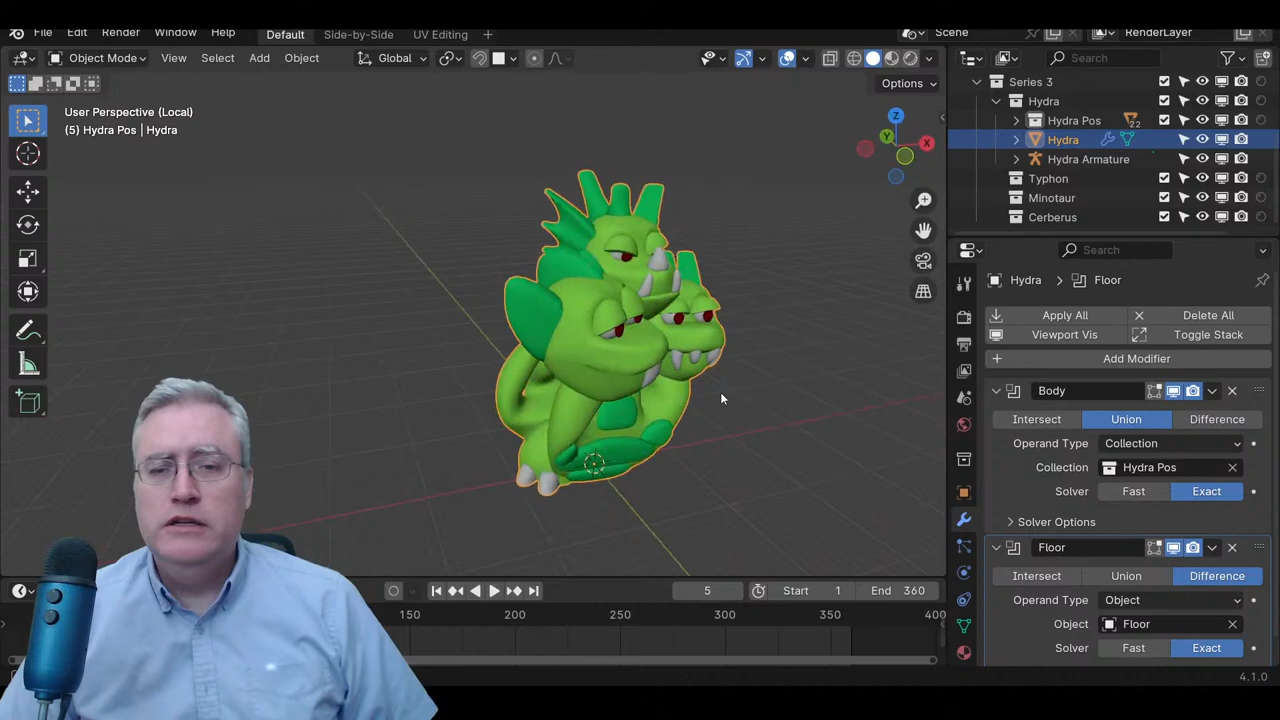 File Edit Render Window Help Default Side-by-Side UV Editing + Scene RenderLayer
Object Mode View Select Add Object Global Search
Options
User Perspective (Local)
(5) Hydra Pos | Hydra
Z
Y
X
Series 3
Hydra
Hydra Pos 22
Hydra
Hydra Armature
Typhon
Minotaur
Cerberus
Search
Hydra > Floor
Apply All Delete All
Viewport Vis Toggle Stack
Add Modifier
Body
Intersect Union Difference
Operand Type Collection
Collection Hydra Pos
Solver Fast Exact
Solver Options
Floor
Intersect Union Difference
Operand Type Object
Object Floor
Solver Fast Exact
5 Start 1 End 360
150 200 250 300 350 400
4.1.0